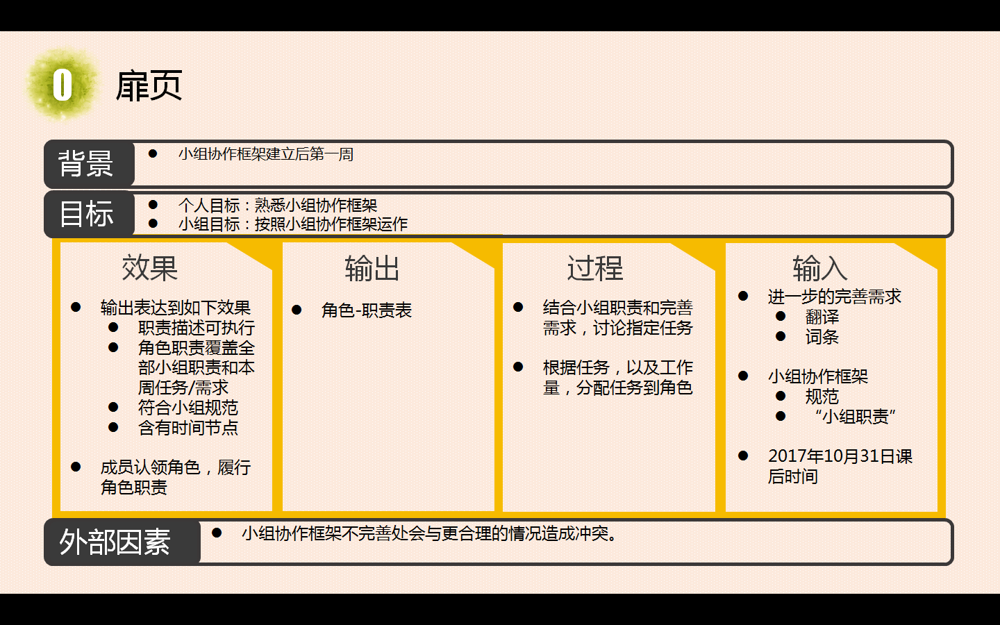 0
扉页
背景
● 小组协作框架建立后第一周
目标
● 个人目标：熟悉小组协作框架
● 小组目标：按照小组协作框架运作
效果
● 输出表达到如下效果
● 职责描述可执行
● 角色职责覆盖全
部小组职责和本
周任务/需求
● 符合小组规范
● 含有时间节点
● 成员认领角色，履行
角色职责
输出
● 角色-职责表
过程
● 结合小组职责和完善
需求，讨论指定任务
● 根据任务，以及工作
量，分配任务到角色
输入
● 进一步的完善需求
● 翻译
● 词条
● 小组协作框架
● 规范
● “小组职责”
● 2017年10月31日课
后时间
外部因素
● 小组协作框架不完善处会与更合理的情况造成冲突。